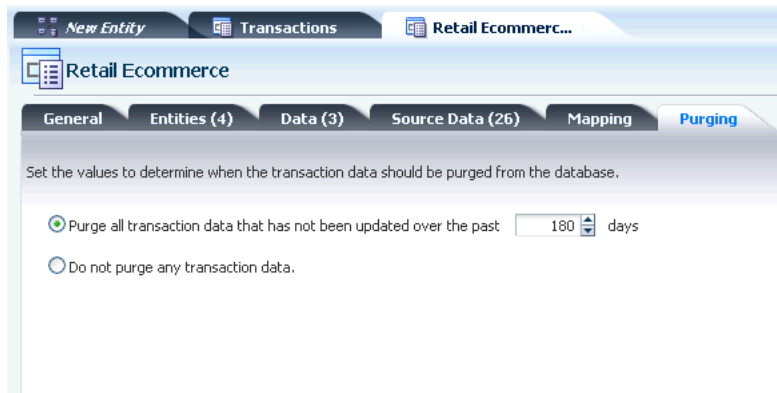 New Entity Transactions Retail Ecommerc...
Retail Ecommerce
General Entities (4) Data (3) Source Data (26) Mapping Purging
Set the values to determine when the transaction data should be purged from the database.
Purge all transaction data that has not been updated over the past 180 days
Do not purge any transaction data.